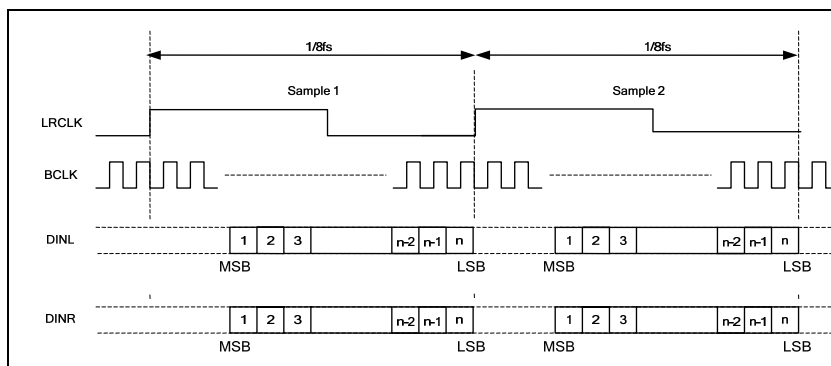 1/8fs 1/8fs
Sample 1 Sample 2
LRCLK
BCLK
DINL 1 2 3 n-2 n-1 n 1 2 3 n-2 n-1 n
MSB LSB MSB LSB
DINR 1 2 3 n-2 n-1 n 1 2 3 n-2 n-1 n
MSB LSB MSB LSB